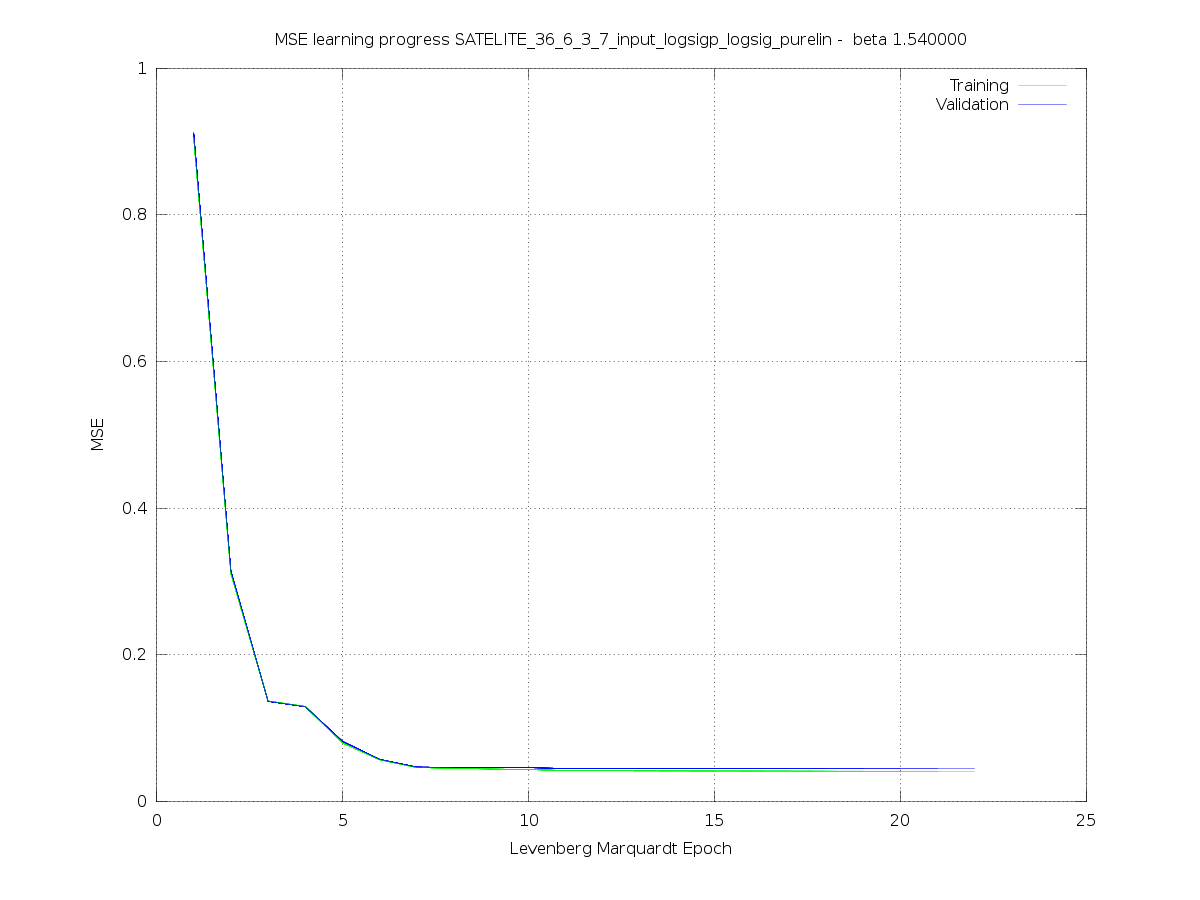 MSE learning progress SATELITE_36_6_3_7_input_logsigp_logsig_purelin -  beta 1.540000
1
Training
Validation
0.8
0.6
MSE
0.4
0.2
0
0 5 10 15 20 25
Levenberg Marquardt Epoch